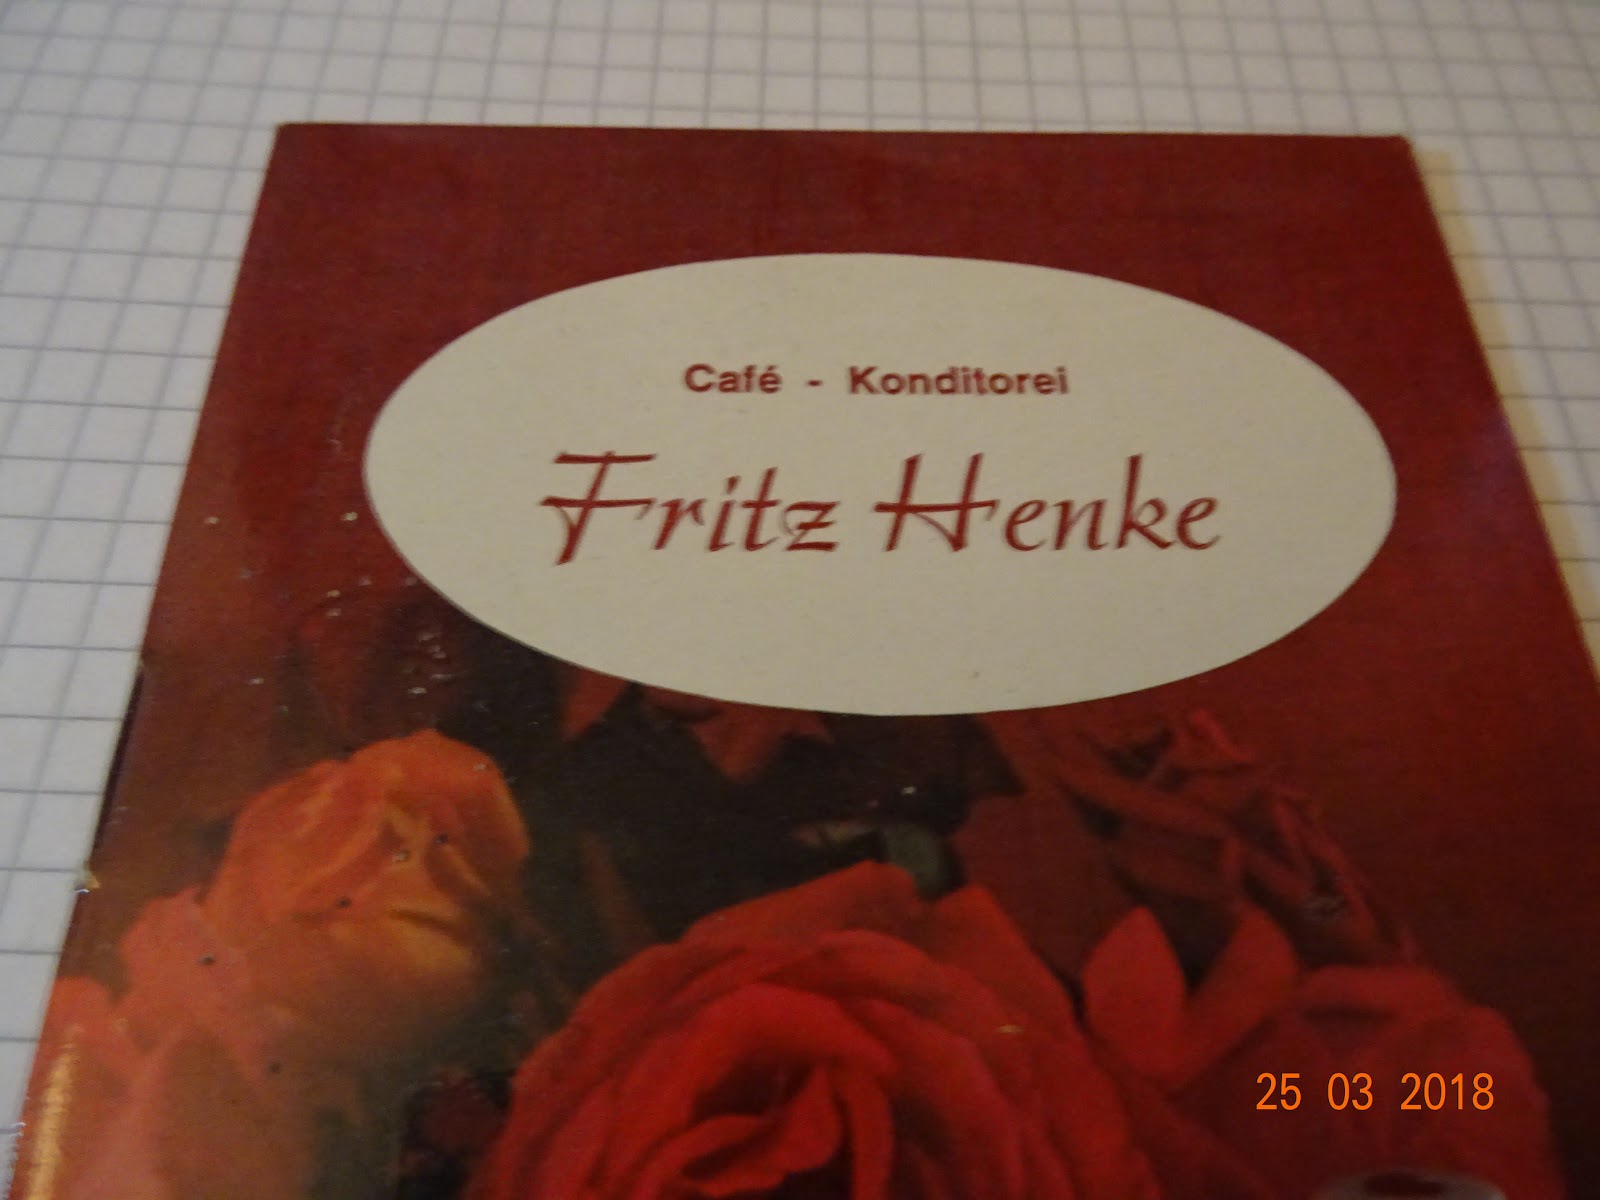 Café - Konditorei
Fritz Henke
25 03 2018